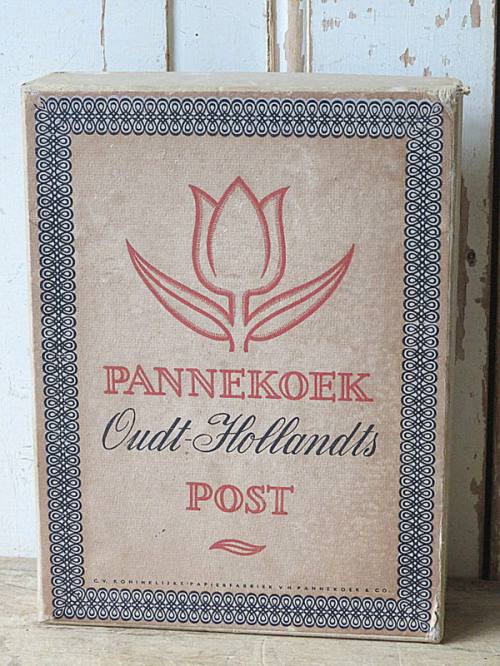 PANNEKOEK
Oudt-Hollandts
POST
C.V. KONINKLIJKE PAPIERFABRIEK V.H. PANNEKOEK & CO.